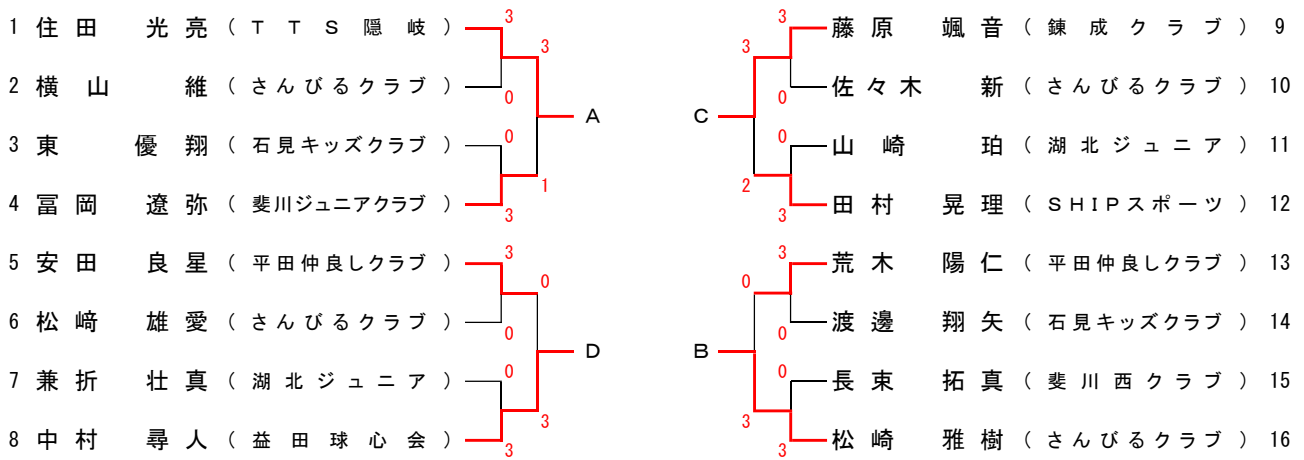 1 住田 光亮 (TTS隠岐) 3 3 藤原 颯音 (錬成クラブ) 9
3 3
2 横山 維 (さんびるクラブ) 0 0 佐々木 新 (さんびるクラブ) 10
A C
3 東 優翔 (石見キッズクラブ) 0 0 山崎 珀 (湖北ジュニア) 11
1 2
4 冨岡 遼弥 (斐川ジュニアクラブ) 3 3 田村 晃理 (SHIPスポーツ) 12
5 安田 良星 (平田仲良しクラブ) 3 3 荒木 陽仁 (平田仲良しクラブ) 13
0 0
6 松﨑 雄愛 (さんびるクラブ) 0 0 渡邊 翔矢 (石見キッズクラブ) 14
D B
7 兼折 壮真 (湖北ジュニア) 0 0 長束 拓真 (斐川西クラブ) 15
3 3
8 中村 尋人 (益田球心会) 3 3 松崎 雅樹 (さんびるクラブ) 16